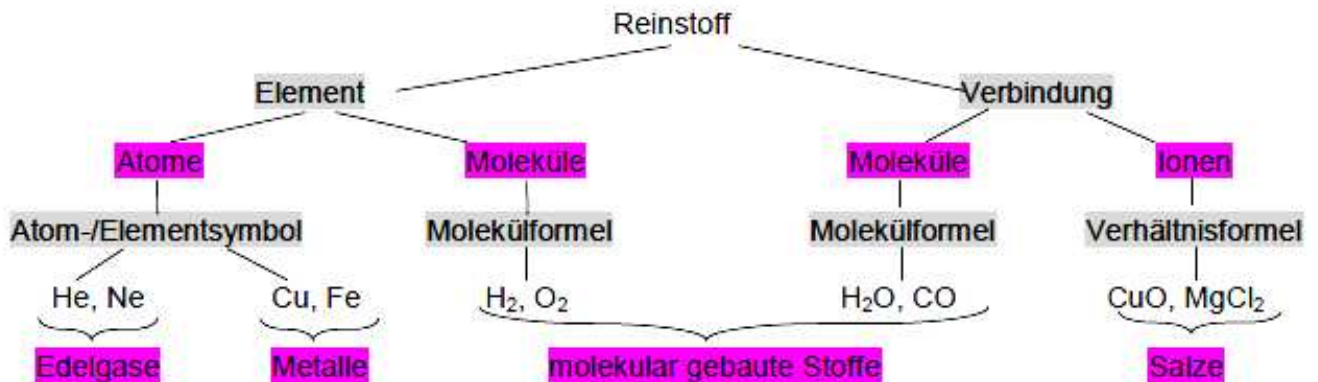 Reinstoff
Element Verbindung
Atome Moleküle Moleküle Ionen
Atom-/Elementsymbol Molekülformel Molekülformel Verhältnisformel
He, Ne Cu, Fe H₂, O₂ H₂O, CO CuO, MgCl₂
Edelgase Metalle molekular gebaute Stoffe Salze